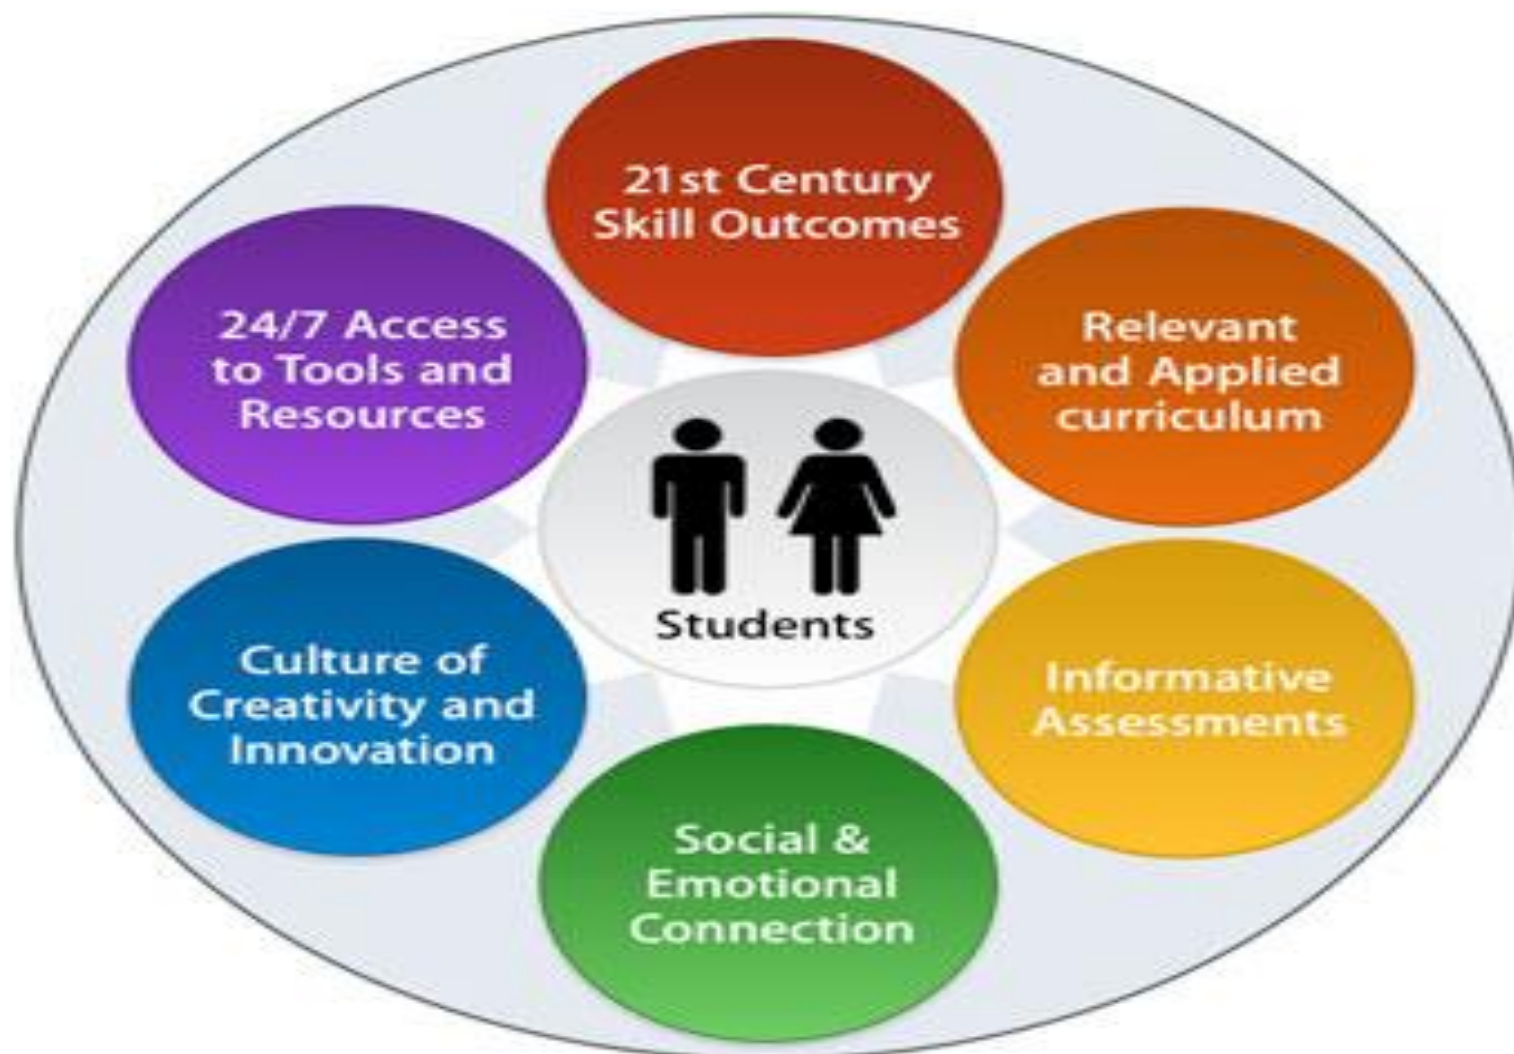 21st Century
Skill Outcomes
Relevant
and Applied
curriculum
Informative
Assessments
Social &
Emotional
Connection
Culture of
Creativity and
Innovation
24/7 Access
to Tools and
Resources
Students